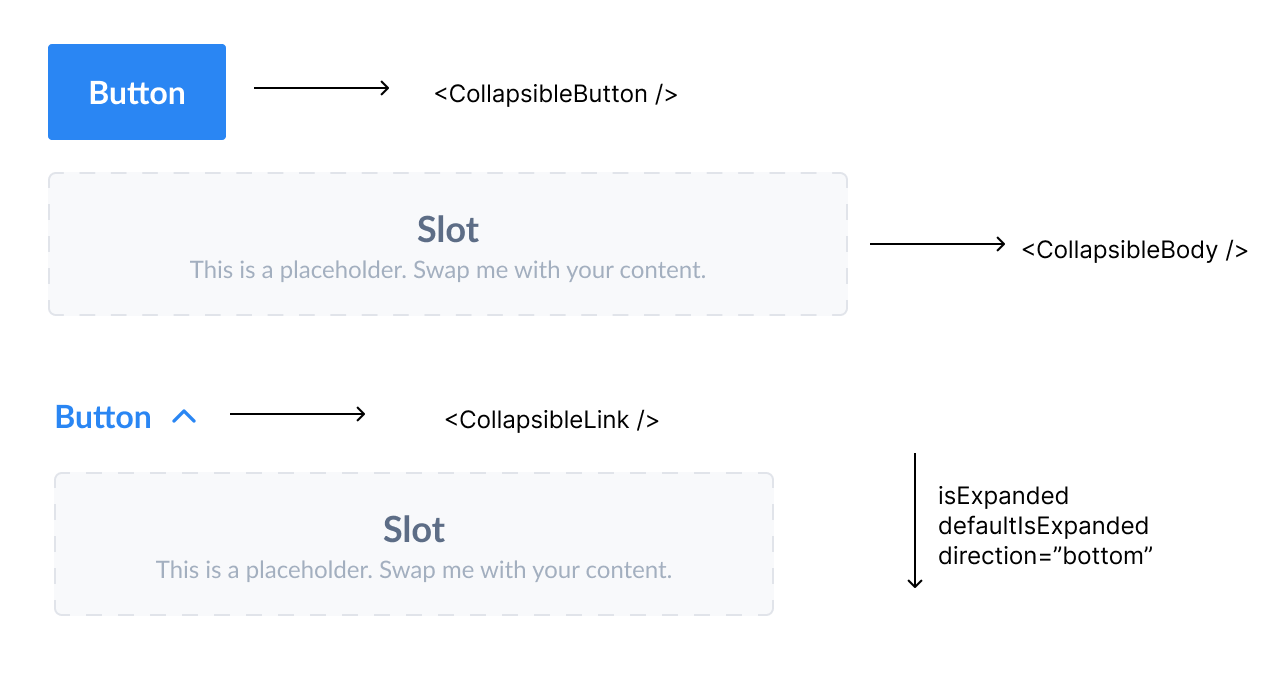 Button
<CollapsibleButton />
Slot
This is a placeholder. Swap me with your content.
<CollapsibleBody />
Button
<CollapsibleLink />
Slot
This is a placeholder. Swap me with your content.
isExpanded
defaultIsExpanded
direction=”bottom”